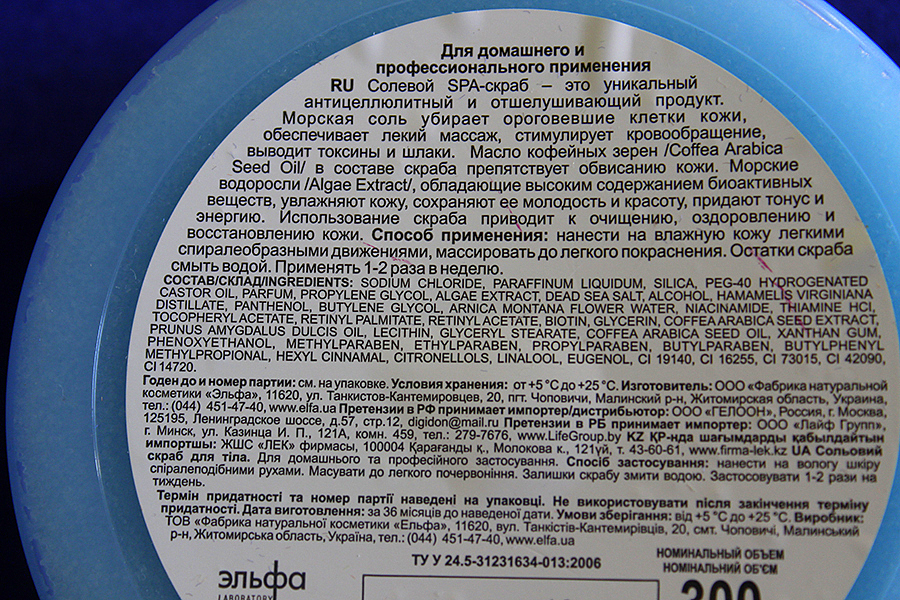 Для домашнего и
профессионального применения
RU Солевой SPA-скраб – это уникальный
антицеллюлитный и отшелушивающий продукт.
Морская соль убирает ороговевшие клетки кожи,
обеспечивает лекий массаж, стимулирует кровообращение,
выводит токсины и шлаки. Масло кофейных зерен /Coffea Arabica
Seed Oil/ в составе скраба препятствует обвисанию кожи. Морские
водоросли /Algae Extract/, обладающие высоким содержанием биоактивных
веществ, увлажняют кожу, сохраняют ее молодость и красоту, придают тонус и
энергию. Использование скраба приводит к очищению, оздоровлению и
восстановлению кожи. Способ применения: нанести на влажную кожу легкими
спиралеобразными движениями, массировать до легкого покраснения. Остатки скраба
смыть водой. Применять 1-2 раза в неделю.
СОСТАВ/СКЛАД/INGREDIENTS: SODIUM CHLORIDE, PARAFFINUM LIQUIDUM, SILICA, PEG-40 HYDROGENATED
CASTOR OIL, PARFUM, PROPYLENE GLYCOL, ALGAE EXTRACT, DEAD SEA SALT, ALCOHOL, HAMAMELIS VIRGINIANA
DISTILLATE, PANTHENOL, BUTYLENE GLYCOL, ARNICA MONTANA FLOWER WATER, NIACINAMIDE, THIAMINE HCI,
TOCOPHERYLACETATE, RETINYL PALMITATE, RETINYL ACETATE, BIOTIN, GLYCERIN, COFFEA ARABICA SEED EXTRACT,
PRUNUS AMYGDALUS DULCIS OIL, LECITHIN, GLYCERYL STEARATE, COFFEA ARABICA SEED OIL, XANTHAN GUM,
PHENOXYETHANOL, METHYLPARABEN, ETHYLPARABEN, PROPYLPARABEN, BUTYLPARABEN, BUTYLPHENYL
METHYLPROPIONAL, HEXYL CINNAMAL, CITRONELLOLS, LINALOOL, EUGENOL, CI 19140, CI 16255, CI 73015, CI 42090,
CI 14720.
Годен до и номер партии: см. на упаковке. Условия хранения: от +5 °С до +25 °С. Изготовитель: ООО «Фабрика натуральной
косметики «Эльфа», 11620, ул. Танкистов-Кантемировцев, 20, пгт. Чоповичи, Малинский р-н, Житомирская область, Украина,
тел.: (044) 451-47-40, www.elfa.ua Претензии в РФ принимает импортер/дистрибьютор: ООО «ГЕЛООН», Россия, г. Москва,
125195, Ленинградское шоссе, д.57, стр.12, digidon@mail.ru Претензии в РБ принимает импортер: ООО «Лайф Групп»,
г. Минск, ул. Казинца И. П., 121А, комн. 459, тел.: 279-7676, www.LifeGroup.by KZ ҚР-нда шағымдарды қабылдайтын
импортшы: ЖШС «ЛЕК» фирмасы, 100004 Қарағанды қ., Молокова к., 121үй, т. 43-60-61, www.firma-lek.kz UA Сольовий
скраб для тіла. Для домашнього та професійного застосування. Спосіб застосування: нанести на вологу шкіру
спіралеподібними рухами. Масувати до легкого почервоніння. Залишки скрабу змити водою. Застосовувати 1-2 рази на
тиждень.
Термін придатності та номер партії наведені на упаковці. Не використовувати після закінчення терміну
придатності. Дата виготовлення: за 36 місяців до наведеної дати. Умови зберігання: від +5 °С до +25 °С. Виробник:
ТОВ «Фабрика натуральної косметики «Ельфа», 11620, вул. Танкістів-Кантемирівців, 20, смт. Чоповичі, Малинський
р-н, Житомирська область, Україна, тел.: (044) 451-47-40, www.elfa.ua
ТУ У 24.5-31231634-013:2006
эльфа
LABORATORY
НОМИНАЛЬНЫЙ ОБЪЕМ
НОМІНАЛЬНИЙ ОБ'ЄМ
300